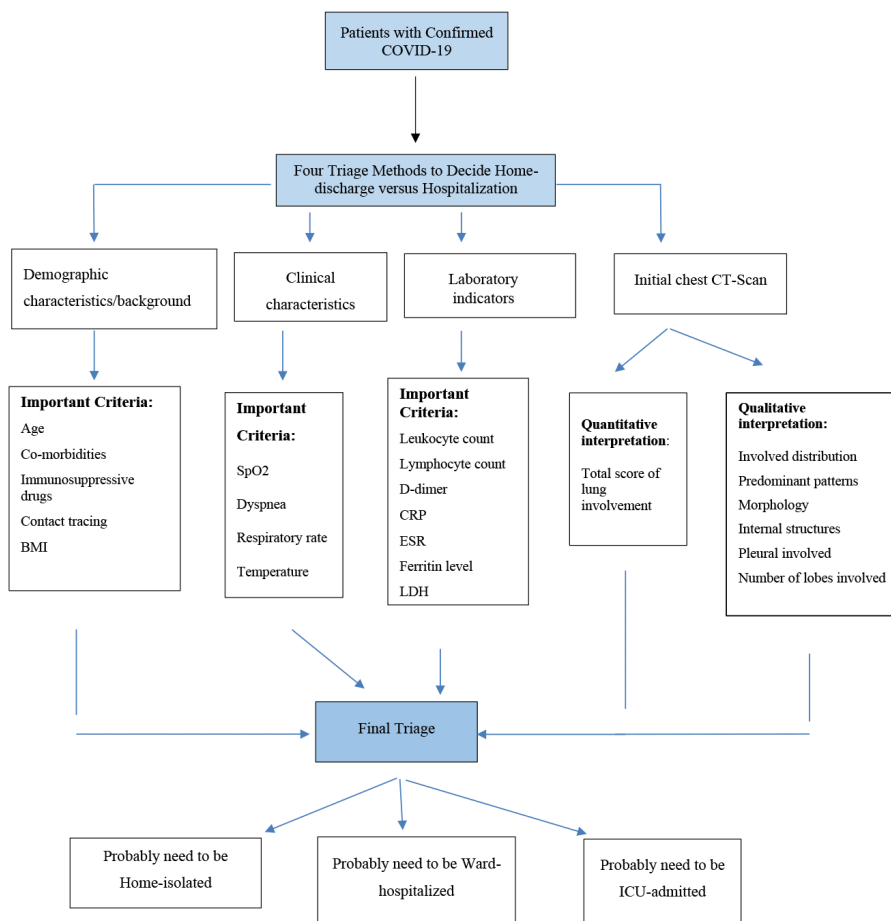 Patients with Confirmed
COVID-19
Four Triage Methods to Decide Home-
discharge versus Hospitalization
Demographic
characteristics/background
Clinical
characteristics
Laboratory
indicators
Initial chest CT-Scan
Important Criteria:
Age
Co-morbidities
Immunosuppressive
drugs
Contact tracing
BMI
Important
Criteria:
SpO2
Dyspnea
Respiratory rate
Temperature
Important
Criteria:
Leukocyte count
Lymphocyte count
D-dimer
CRP
ESR
Ferritin level
LDH
Quantitative
interpretation:
Total score of
lung
involvement
Qualitative
interpretation:
Involved distribution
Predominant patterns
Morphology
Internal structures
Pleural involved
Number of lobes involved
Final Triage
Probably need to be
Home-isolated
Probably need to be Ward-
hospitalized
Probably need to be
ICU-admitted